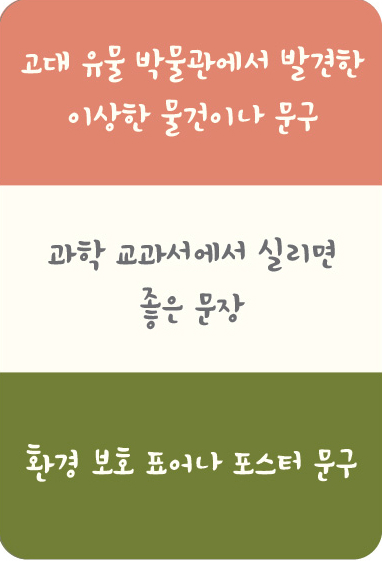 고대 유물 박물관에서 발견한
이상한 물건이나 문구
과학 교과서에서 실리면
좋은 문장
환경 보호 표어나 포스터 문구